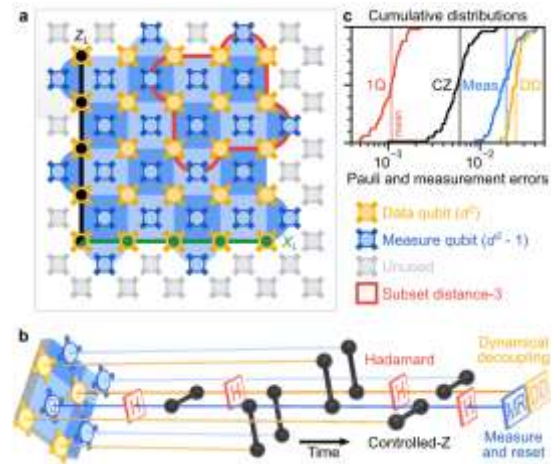 a
Z_L
X_L
c
Cumulative distributions
1Q
mean
CZ
Meas
DD
10⁻³
10⁻²
Pauli and measurement errors
Data qubit (d²)
Measure qubit (d² - 1)
Unused
Subset distance-3
b
H
H
Hadamard
H
H
Dynamical
decoupling
M/R
DD
Time
Controlled-Z
Measure
and reset